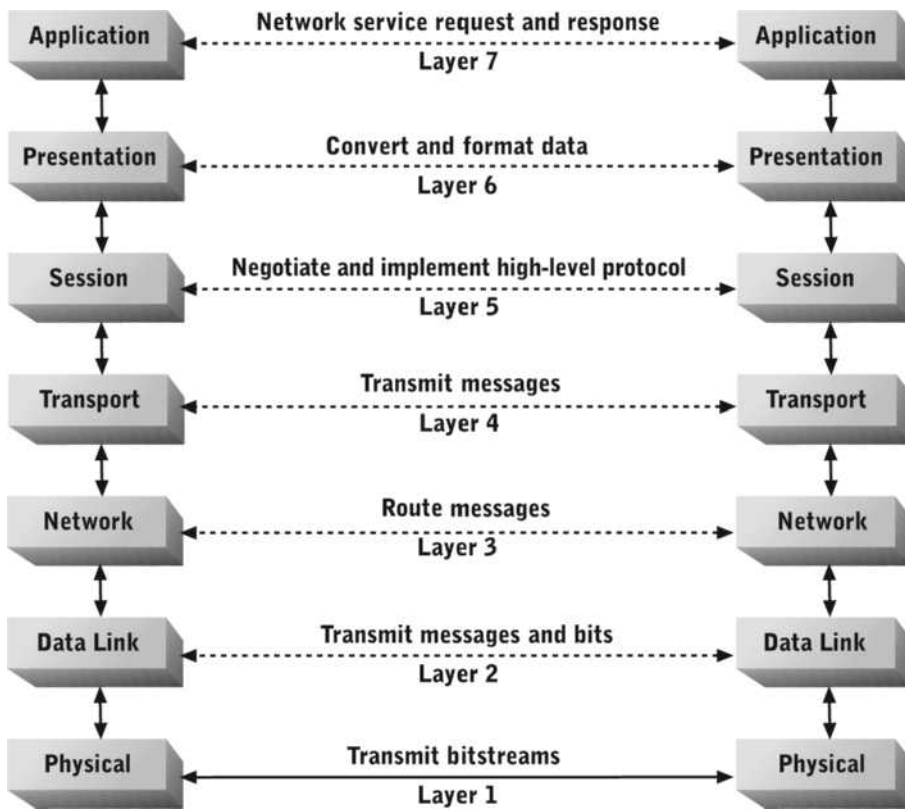 Application
Network service request and response
Layer 7
Application
Presentation
Convert and format data
Layer 6
Presentation
Session
Negotiate and implement high-level protocol
Layer 5
Session
Transport
Transmit messages
Layer 4
Transport
Network
Route messages
Layer 3
Network
Data Link
Transmit messages and bits
Layer 2
Data Link
Physical
Transmit bitstreams
Layer 1
Physical